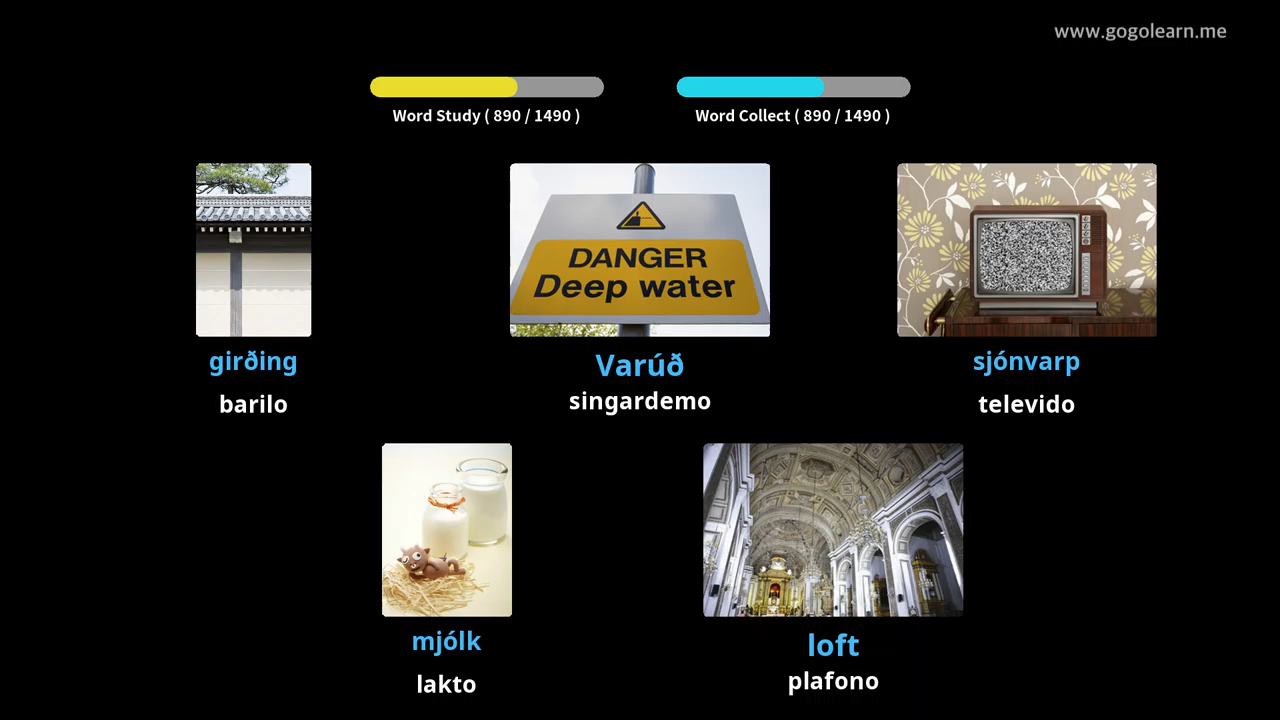 www.gogolearn.me
Word Study ( 890 / 1490 )
Word Collect ( 890 / 1490 )
DANGER
Deep water
girðing
Varúð
sjónvarp
barilo
singardemo
televido
mjólk
loft
lakto
plafono